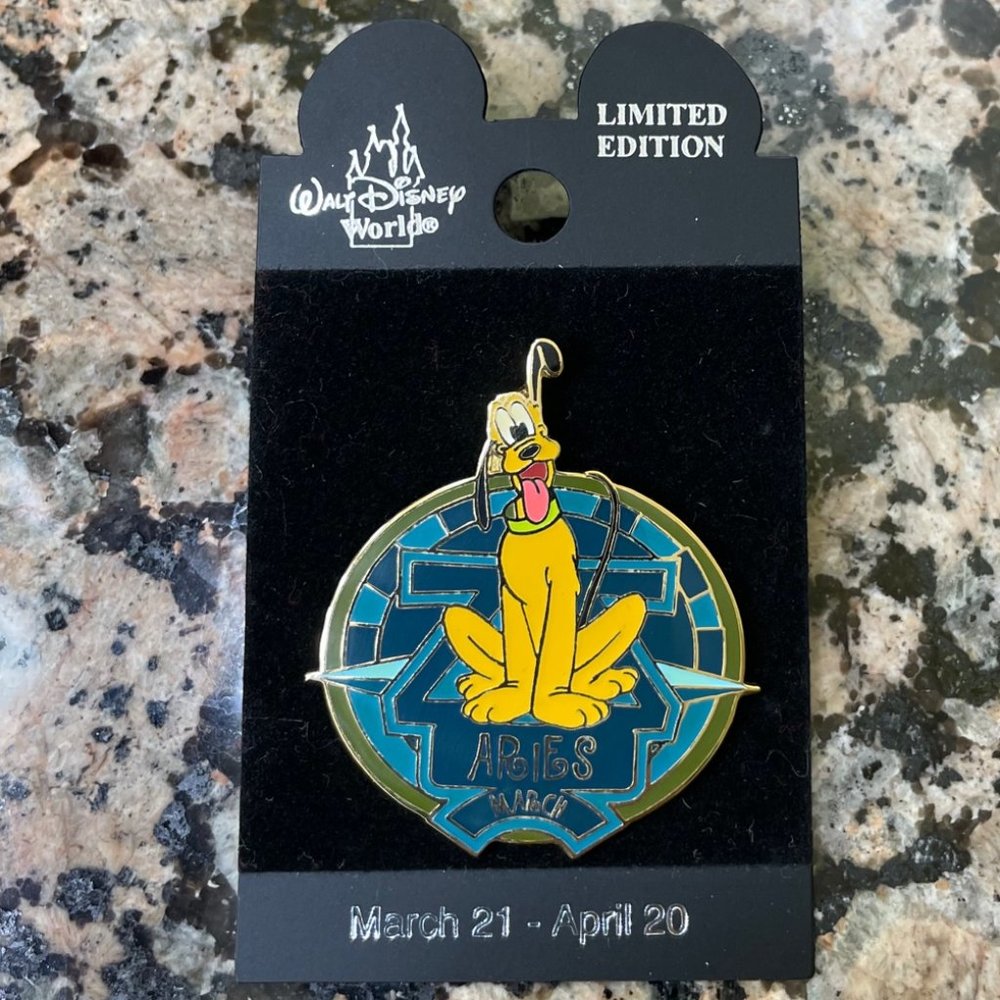 Walt Disney
World®
LIMITED
EDITION
ARIES
MARCH
March 21 - April 20